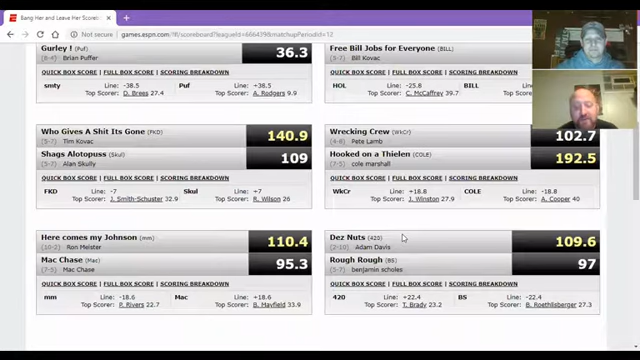 Bang Her and Leave Her Scoreb
games.espn.com/ffl/scoreboard?leagueId=666439&matchupPeriodId=12
Gurley ! (Puf)
(8-4) Brian Puffer
36.3
QUICK BOX SCORE | FULL BOX SCORE | SCORING BREAKDOWN
smty Line: -38.5 Puf Line: +38.5
Top Scorer: D. Brees 27.4 Top Scorer: A. Rodgers 9.9
Free Bill Jobs for Everyone (BILL)
(5-7) Bill Kovac
QUICK BOX SCORE | FULL BOX SCORE | SCORING BREAKDOWN
HOL Line: -25.8 BILL
Top Scorer: C. McCaffrey 39.7 Top
Who Gives A Shit Its Gone (FKD)
(5-7) Tim Kovac
140.9
Shags Alotopuss (Skul)
(5-7) Alan Skully
109
QUICK BOX SCORE | FULL BOX SCORE | SCORING BREAKDOWN
FKD Line: -7 Skul Line: +7
Top Scorer: J. Smith-Schuster 32.9 Top Scorer: R. Wilson 26
Wrecking Crew (WkCr)
(4-8) Pete Lamb
102.7
Hooked on a Thielen (COLE)
(7-5) cole marshall
192.5
QUICK BOX SCORE | FULL BOX SCORE | SCORING BREAKDOWN
WkCr Line: +18.8 COLE Line: -18.8
Top Scorer: J. Winston 27.9 Top Scorer: A. Cooper 40
Here comes my Johnson (mm)
(10-2) Ron Meister
110.4
Mac Chase (Mac)
(7-5) Mac Chase
95.3
QUICK BOX SCORE | FULL BOX SCORE | SCORING BREAKDOWN
mm Line: -18.6 Mac Line: +18.6
Top Scorer: P. Rivers 22.7 Top Scorer: B. Mayfield 33.9
Dez Nuts (420)
(2-10) Adam Davis
109.6
Rough Rough (BS)
(5-7) benjamin scholes
97
QUICK BOX SCORE | FULL BOX SCORE | SCORING BREAKDOWN
420 Line: +22.4 BS Line: -22.4
Top Scorer: T. Brady 23.2 Top Scorer: B. Roethlisberger 27.3